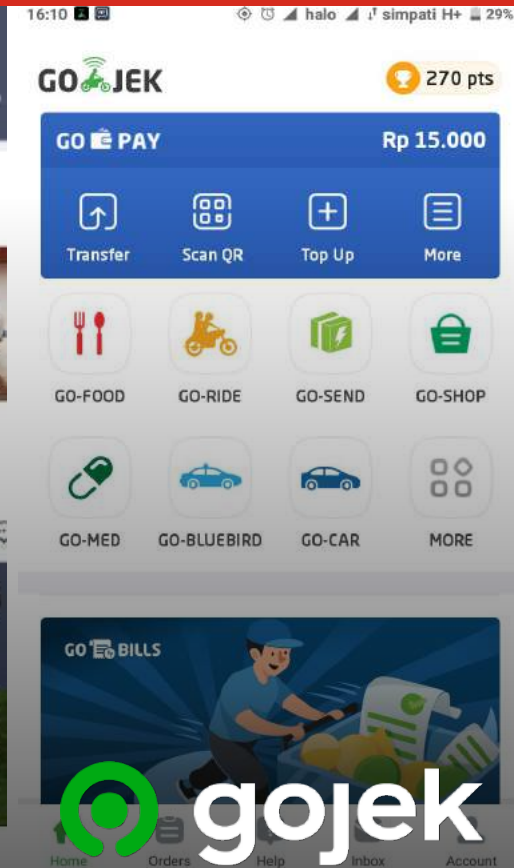 16:10 halo simpati H+ 29%
GO JEK 270 pts
GO PAY Rp 15.000
Transfer Scan QR Top Up More
GO-FOOD GO-RIDE GO-SEND GO-SHOP
GO-MED GO-BLUEBIRD GO-CAR MORE
GO BILLS
gojek
Home Orders Help Inbox Account